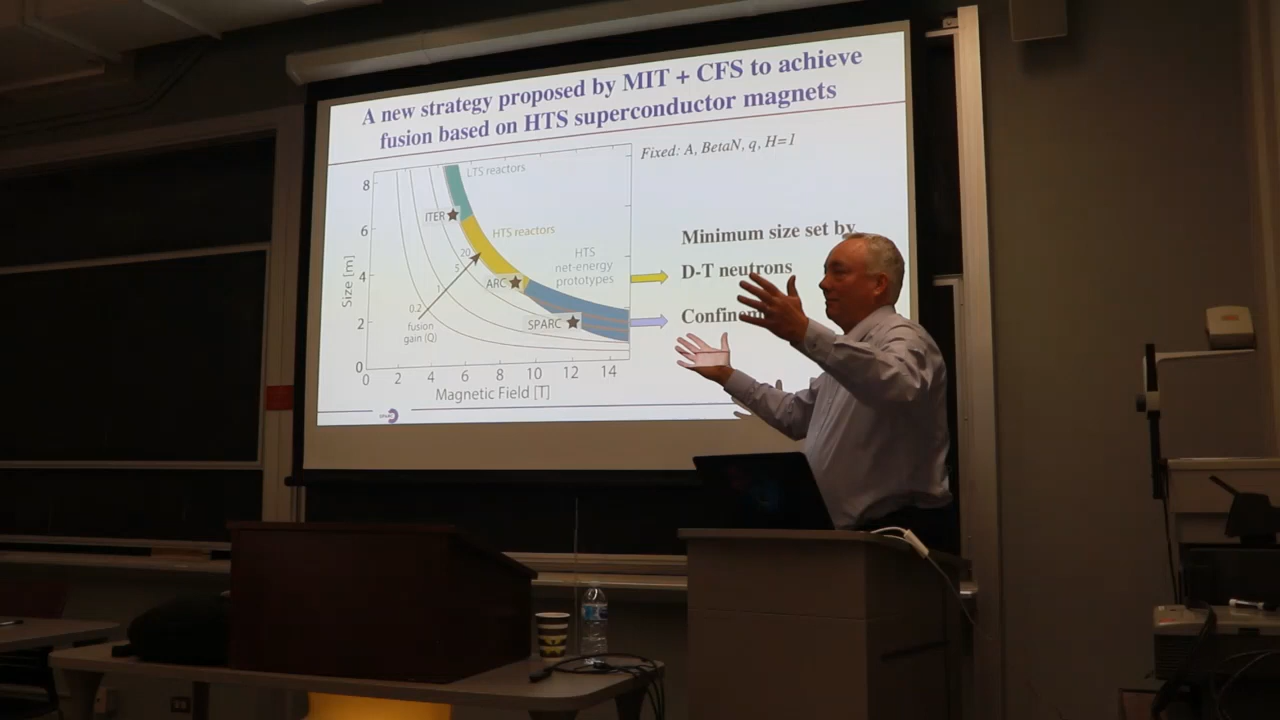 A new strategy proposed by MIT + CFS to achieve
fusion based on HTS superconductor magnets
Fixed: A, BetaN, q, H=1
LTS reactors
8
ITER
6
HTS reactors
HTS
net-energy
prototypes
20
5
4
ARC
1
0.2
2
SPARC
fusion
gain (Q)
0
Size [m]
0 2 4 6 8 10 12 14
Magnetic Field [T]
Minimum size set by
D-T neutrons